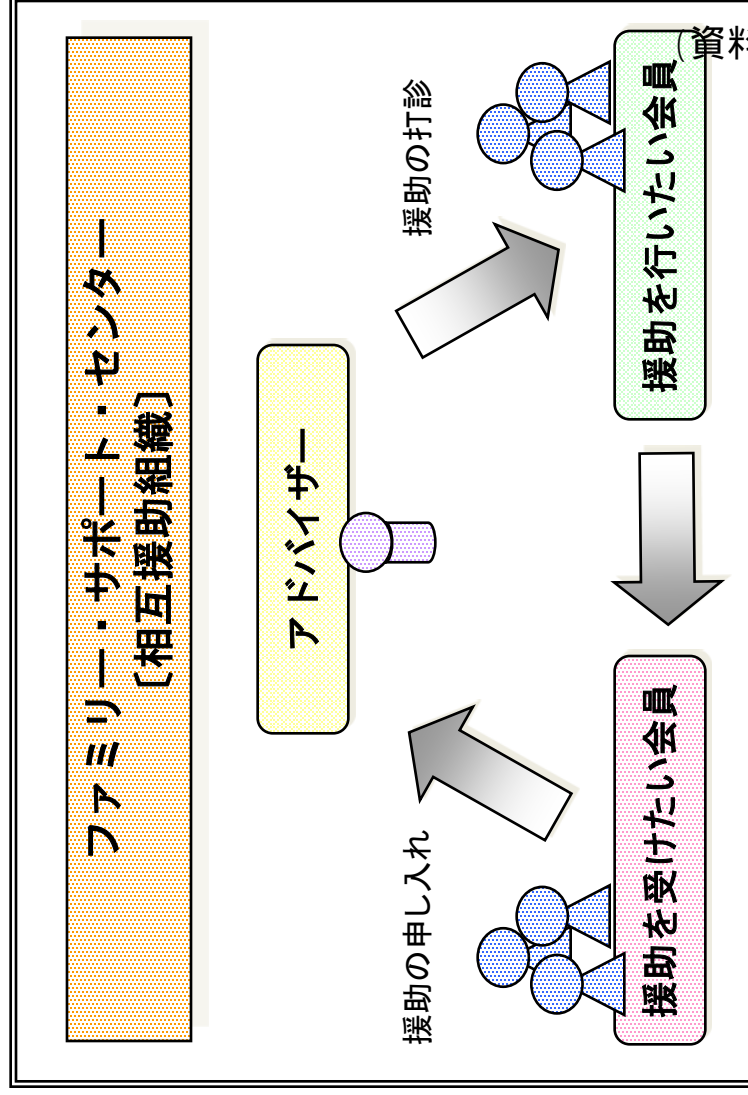 ファミリー・サポート・センター
〔相互援助組織〕
アドバイザー
援助の申し入れ
援助の打診
援助を受けたい会員
援助を行いたい会員
(資料